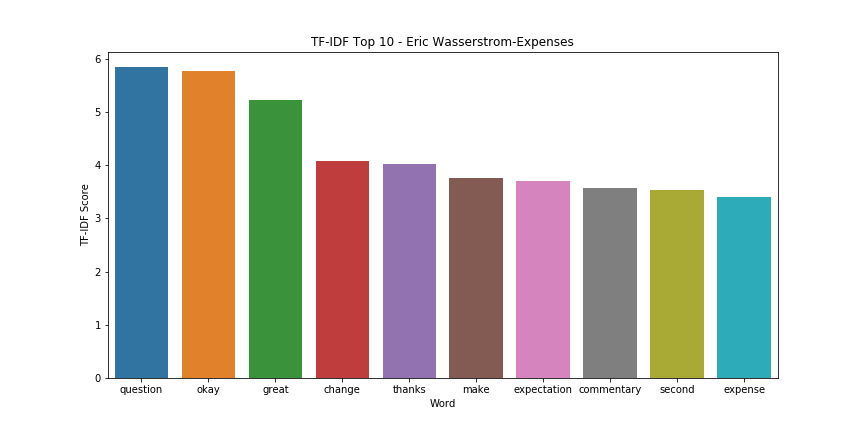 TF-IDF Top 10 - Eric Wasserstrom-Expenses
TF-IDF Score
6
5
4
3
2
1
0
question okay great change thanks make expectation commentary second expense
Word